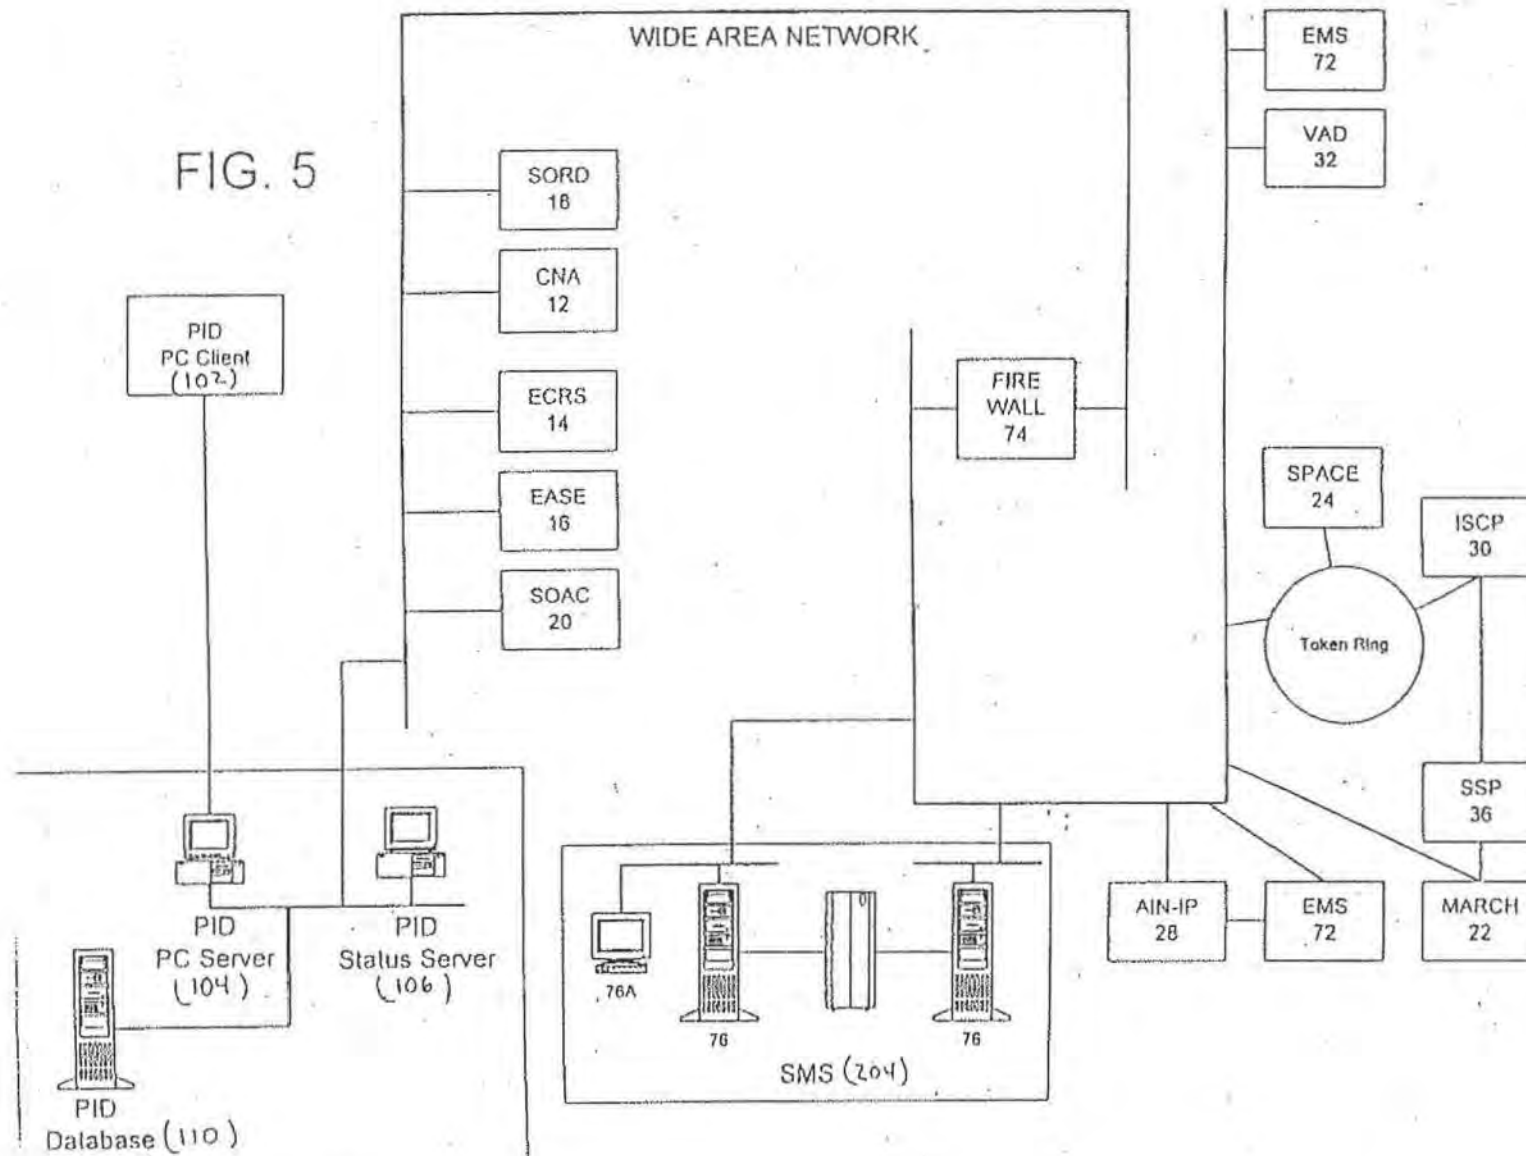 WIDE AREA NETWORK
FIG. 5
EMS
72
VAD
32
SORD
18
CNA
12
ECRS
14
EASE
16
SOAC
20
PID
PC Client
(102)
FIRE
WALL
74
SPACE
24
ISCP
30
Token Ring
SSP
36
AIN-IP
28
EMS
72
MARCH
22
PID
PC Server
(104)
PID
Status Server
(106)
PID
Database (110)
76A
76
76
SMS (204)